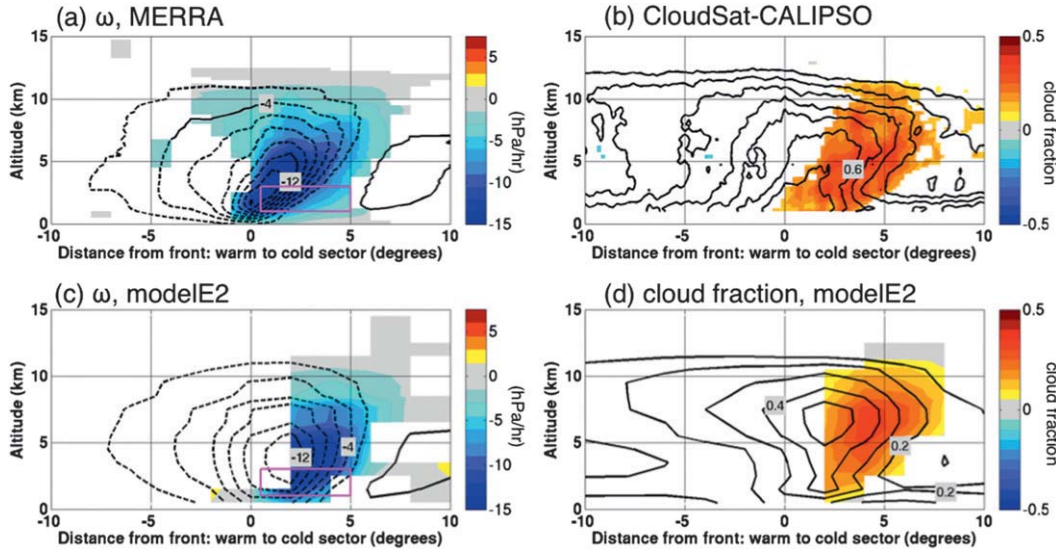 (a) ω, MERRA
15
10
5
0
Altitude (km)
-4
-12
-10 -5 0 5 10
Distance from front: warm to cold sector (degrees)
5
0
-5
-10
-15
(hPa/hr)
(b) CloudSat-CALIPSO
15
10
5
0
Altitude (km)
0.6
-10 -5 0 5 10
Distance from front: warm to cold sector (degrees)
0.5
0
-0.5
cloud fraction
(c) ω, modelE2
15
10
5
0
Altitude (km)
-12
-4
-10 -5 0 5 10
Distance from front: warm to cold sector (degrees)
5
0
-5
-10
-15
(hPa/hr)
(d) cloud fraction, modelE2
15
10
5
0
Altitude (km)
0.4
0.2
0.2
-10 -5 0 5 10
Distance from front: warm to cold sector (degrees)
0.5
0
-0.5
cloud fraction